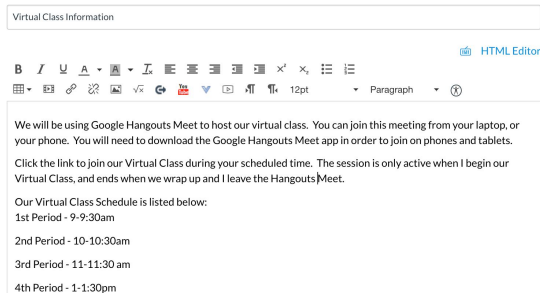 Virtual Class Information
HTML Editor
B I U A A Tx x² x₂
√x You Tube 12pt Paragraph
We will be using Google Hangouts Meet to host our virtual class. You can join this meeting from your laptop, or
your phone. You will need to download the Google Hangouts Meet app in order to join on phones and tablets.
Click the link to join our Virtual Class during your scheduled time. The session is only active when I begin our
Virtual Class, and ends when we wrap up and I leave the Hangouts Meet.
Our Virtual Class Schedule is listed below:
1st Period - 9-9:30am
2nd Period - 10-10:30am
3rd Period - 11-11:30 am
4th Period - 1-1:30pm